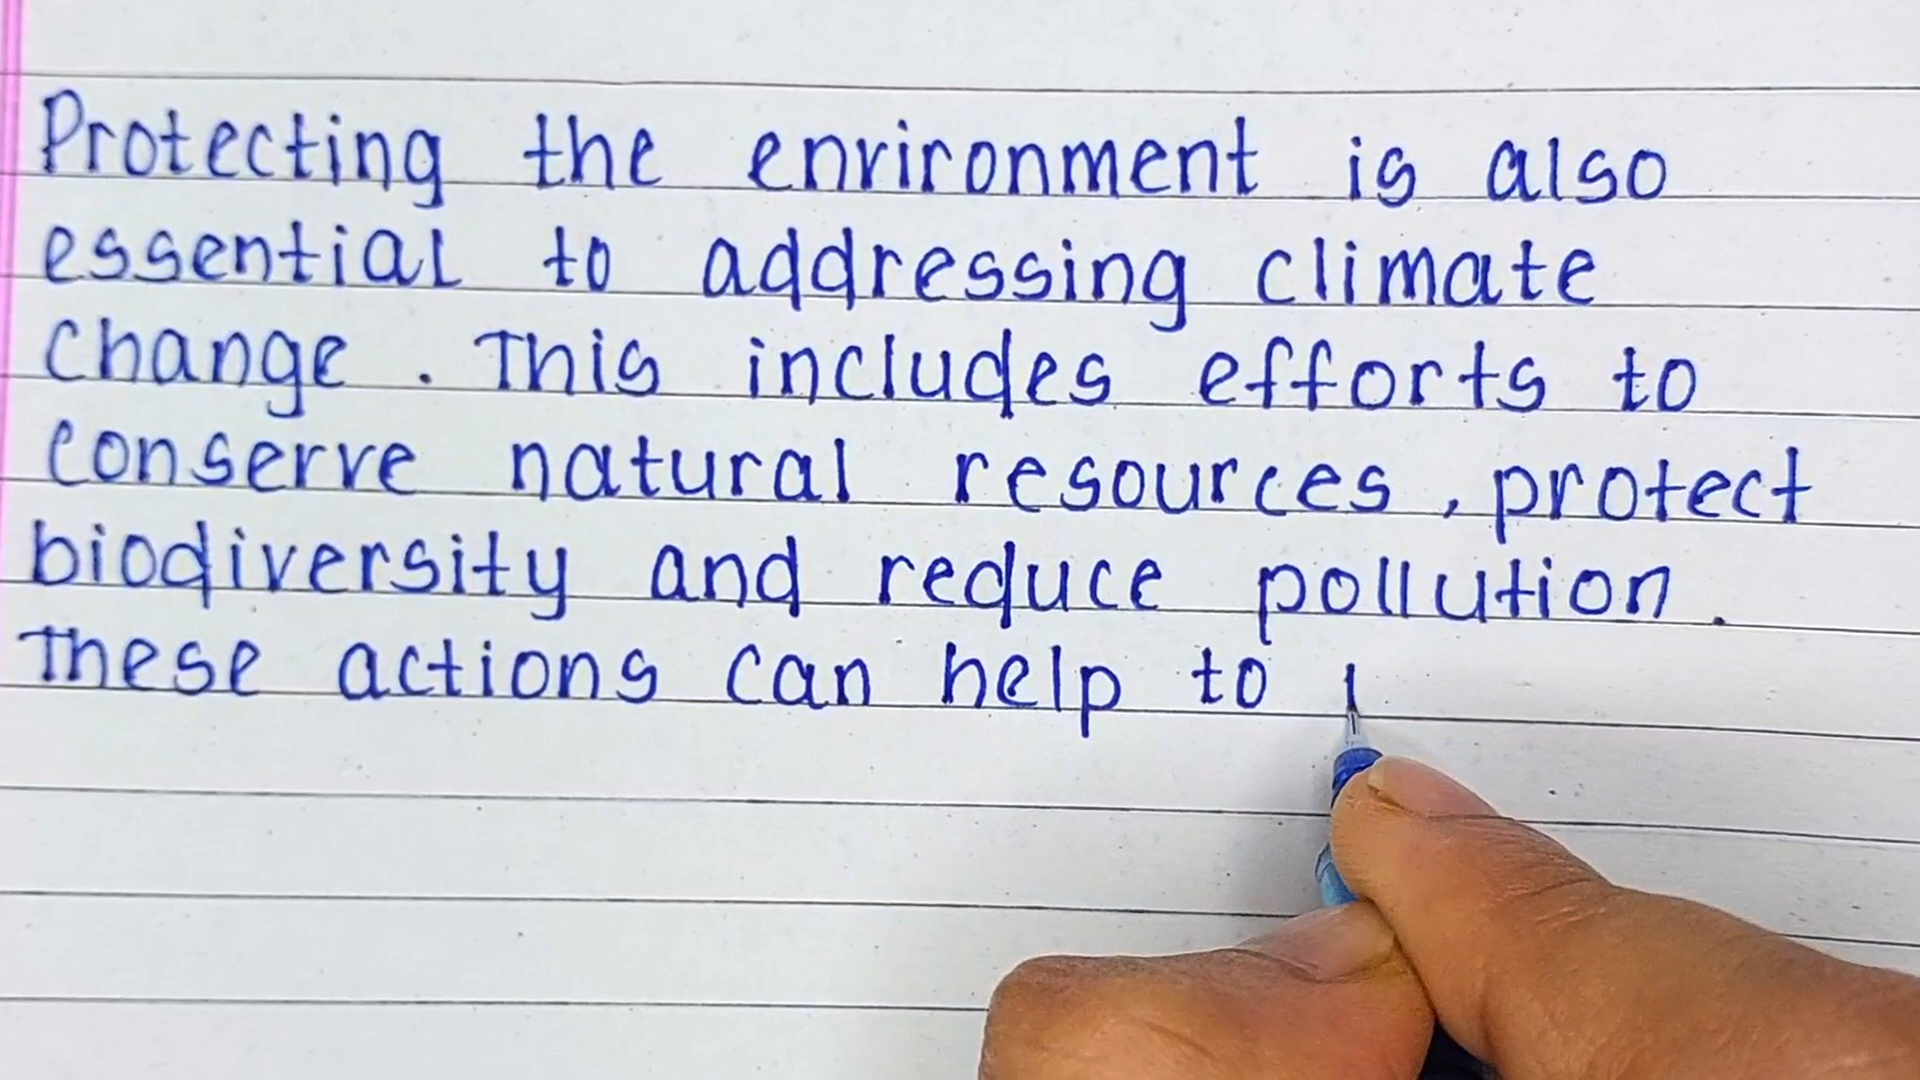 Protecting the environment is also
essential to addressing climate
change. This includes efforts to
conserve natural resources, protect
biodiversity and reduce pollution.
These actions can help to